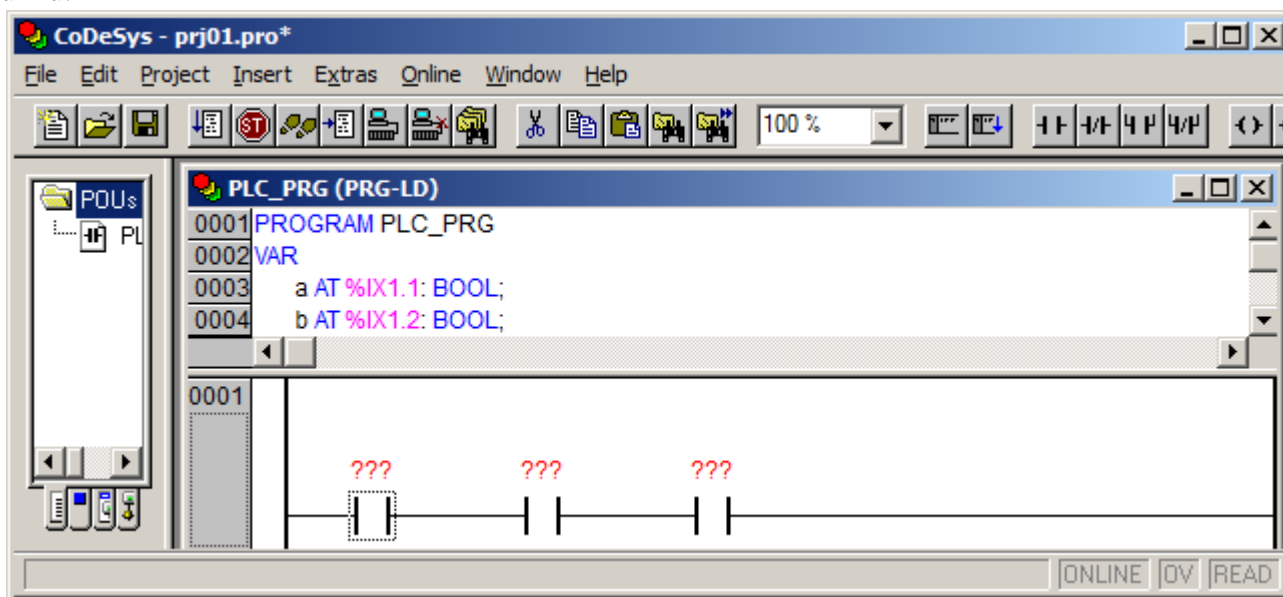 CoDeSys - prj01.pro*
File Edit Project Insert Extras Online Window Help
100 %
POUs
PL
PLC_PRG (PRG-LD)
0001 PROGRAM PLC_PRG
0002 VAR
0003 a AT %IX1.1: BOOL;
0004 b AT %IX1.2: BOOL;
0001
??? ??? ???
ONLINE OV READ